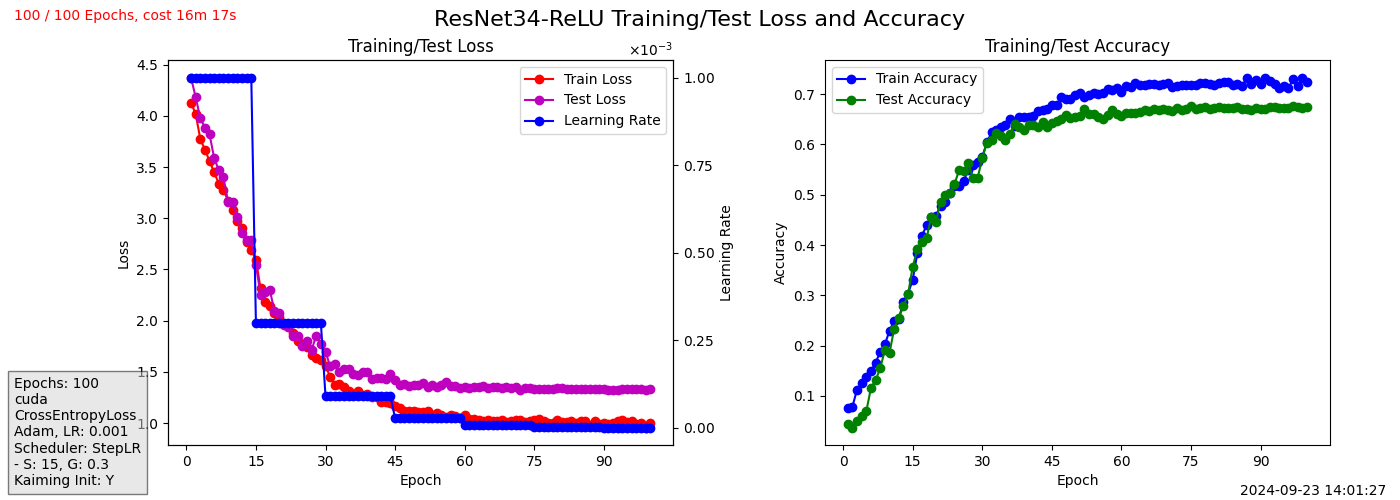 100 / 100 Epochs, cost 16m 17s
ResNet34-ReLU Training/Test Loss and Accuracy
Training/Test Loss
×10⁻³
4.5
4.0
3.5
3.0
2.5
2.0
1.5
1.0
Loss
Train Loss
Test Loss
Learning Rate
1.00
0.75
0.50
0.25
0.00
Learning Rate
0
15
30
45
60
75
90
Epoch
Training/Test Accuracy
Train Accuracy
Test Accuracy
0.7
0.6
0.5
0.4
0.3
0.2
0.1
Accuracy
0
15
30
45
60
75
90
Epoch
Epochs: 100
cuda
CrossEntropyLoss
Adam, LR: 0.001
Scheduler: StepLR
- S: 15, G: 0.3
Kaiming Init: Y
2024-09-23 14:01:27